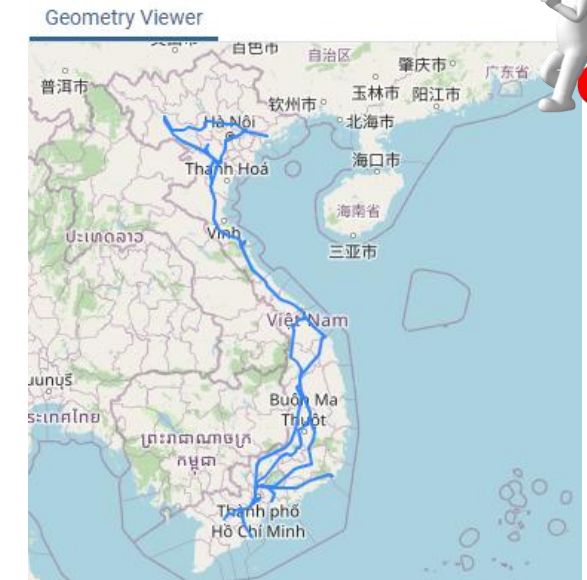 Geometry Viewer
百色市
自治区
肇庆市
广东省
普洱市
玉林市
阳江市
钦州市
Hà Nội
北海市
Thanh Hoá
海口市
海南省
ປະເທດລາວ
Vinh
三亚市
Việt Nam
Buôn Ma
Thuột
ព្រះរាជាណាចក្រ
កម្ពុជា
Thành phố
Hồ Chí Minh